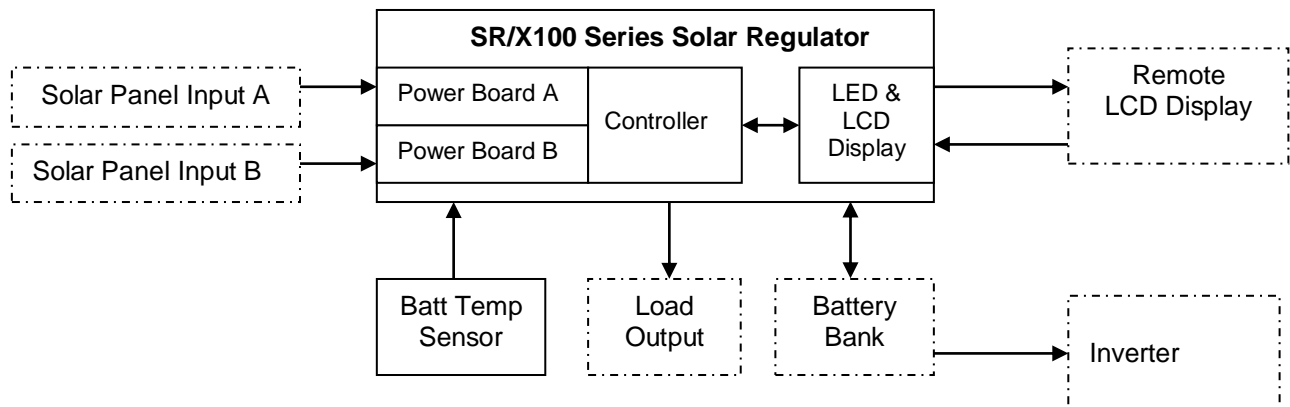 SR/X100 Series Solar Regulator
Solar Panel Input A
Solar Panel Input B
Power Board A
Power Board B
Controller
LED &
LCD
Display
Remote
LCD Display
Batt Temp
Sensor
Load
Output
Battery
Bank
Inverter